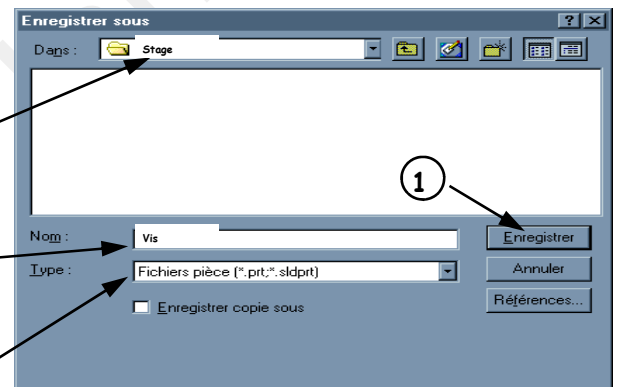 Enregistrer sous
Dans : Stage
1
Nom : Vis
Enregistrer
Type : Fichiers pièce (*.prt;*.sldprt)
Annuler
Enregistrer copie sous
Références...